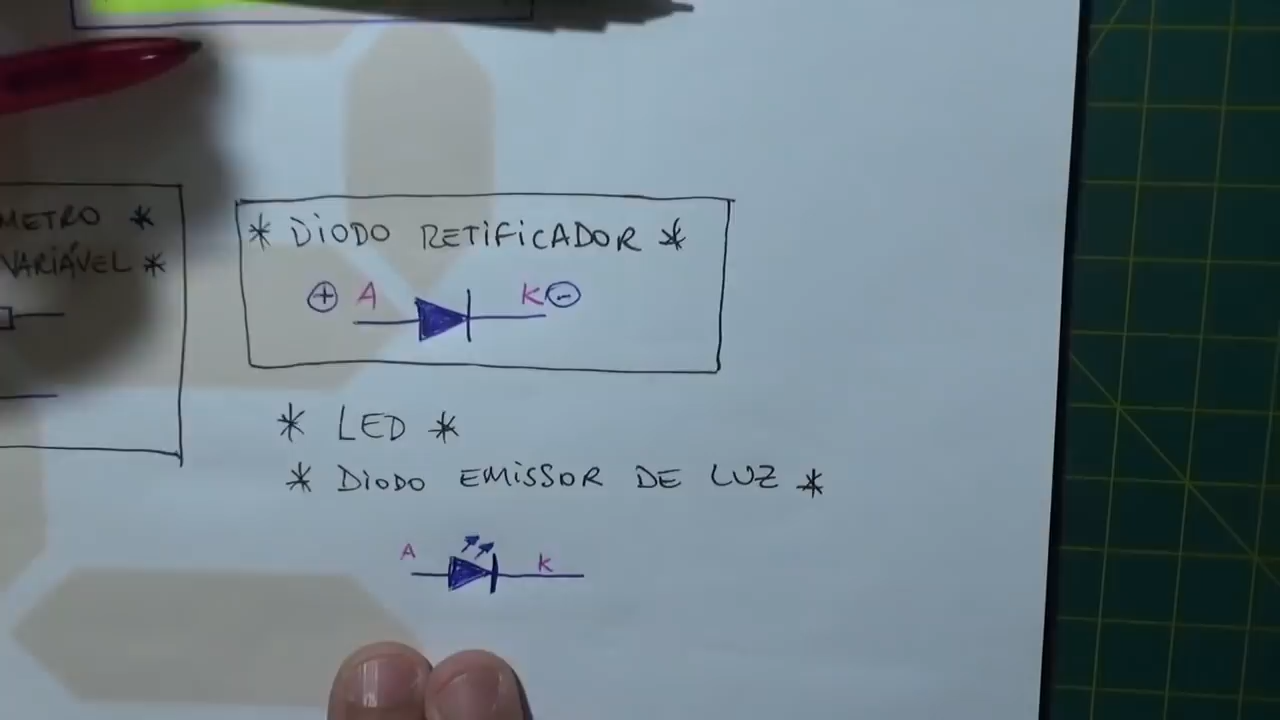 METRO *
VARIÁVEL *
* DIODO RETIFICADOR *
+ A K -
* LED *
* DIODO EMISSOR DE LUZ *
A K